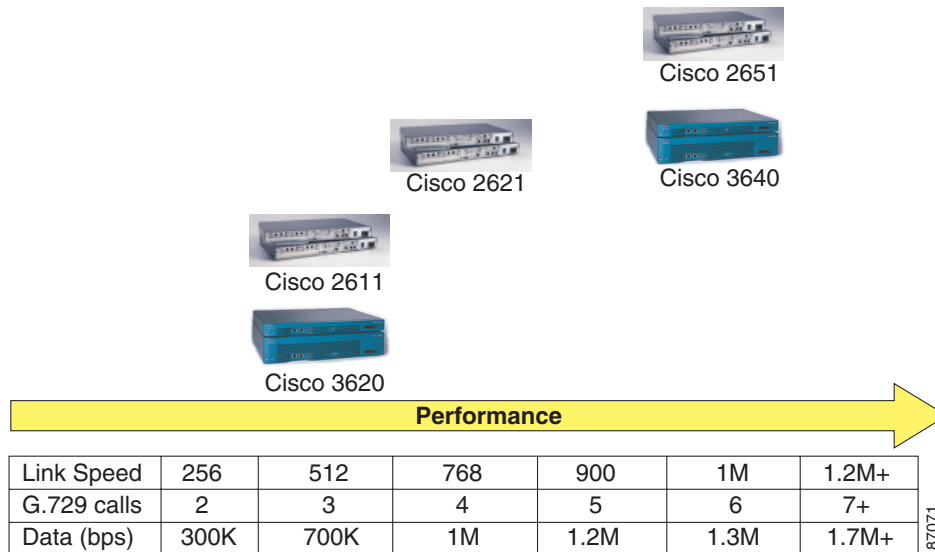 Cisco 2651
Cisco 2621
Cisco 3640
Cisco 2611
Cisco 3620
Performance
Link Speed 256 512 768 900 1M 1.2M+
G.729 calls 2 3 4 5 6 7+
Data (bps) 300K 700K 1M 1.2M 1.3M 1.7M+
87071